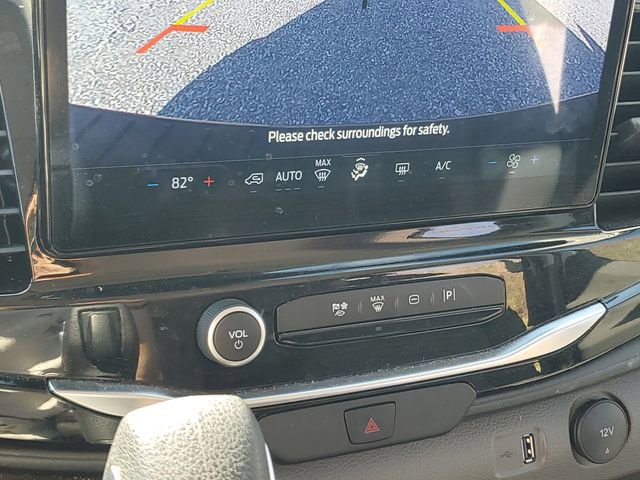 Please check surroundings for safety.
82° AUTO MAX A/C
VOL MAX P
12V